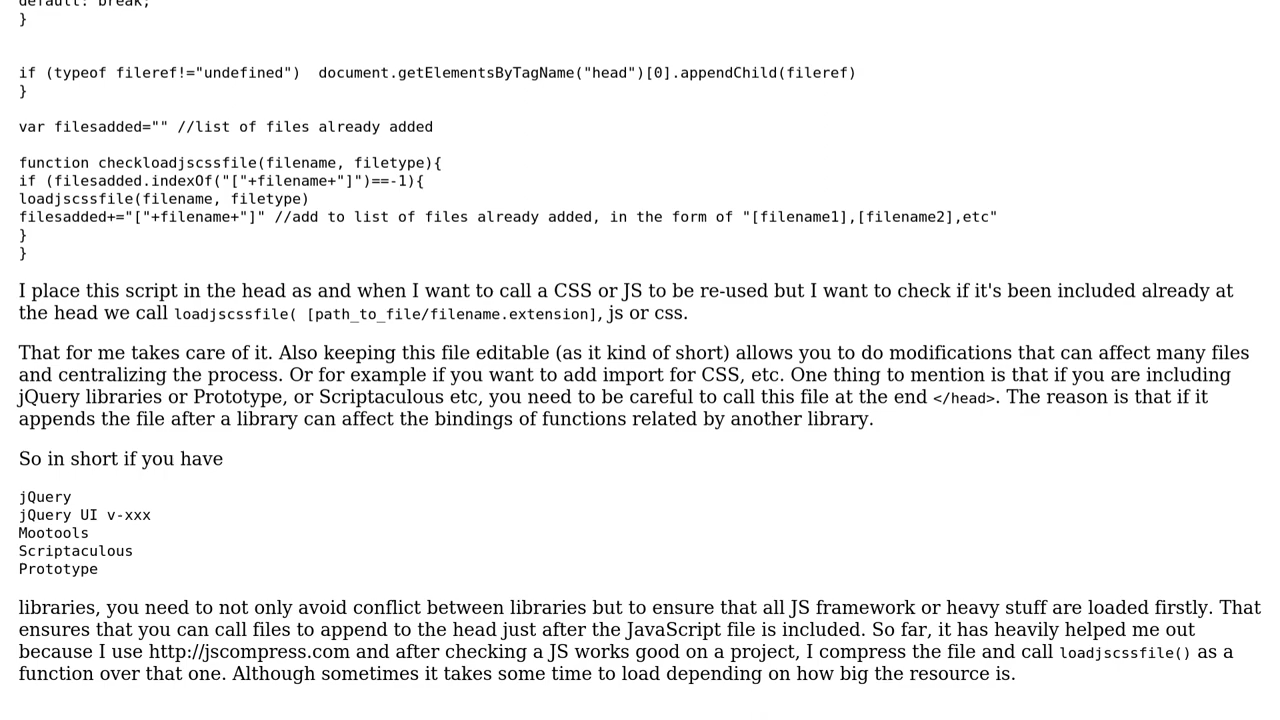 default: break;
}
if (typeof fileref!="undefined")  document.getElementsByTagName("head")[0].appendChild(fileref)
}
var filesadded="" //list of files already added
function checkloadjscssfile(filename, filetype){
if (filesadded.indexOf("["+filename+"]")==-1){
loadjscssfile(filename, filetype)
filesadded+="["+filename+"]" //add to list of files already added, in the form of "[filename1],[filename2],etc"
}
}
I place this script in the head as and when I want to call a CSS or JS to be re-used but I want to check if it's been included already at
the head we call loadjscssfile( [path_to_file/filename.extension], js or css.
That for me takes care of it. Also keeping this file editable (as it kind of short) allows you to do modifications that can affect many files
and centralizing the process. Or for example if you want to add import for CSS, etc. One thing to mention is that if you are including
jQuery libraries or Prototype, or Scriptaculous etc, you need to be careful to call this file at the end </head>. The reason is that if it
appends the file after a library can affect the bindings of functions related by another library.
So in short if you have
jQuery
jQuery UI v-xxx
Mootools
Scriptaculous
Prototype
libraries, you need to not only avoid conflict between libraries but to ensure that all JS framework or heavy stuff are loaded firstly. That
ensures that you can call files to append to the head just after the JavaScript file is included. So far, it has heavily helped me out
because I use http://jscompress.com and after checking a JS works good on a project, I compress the file and call loadjscssfile() as a
function over that one. Although sometimes it takes some time to load depending on how big the resource is.